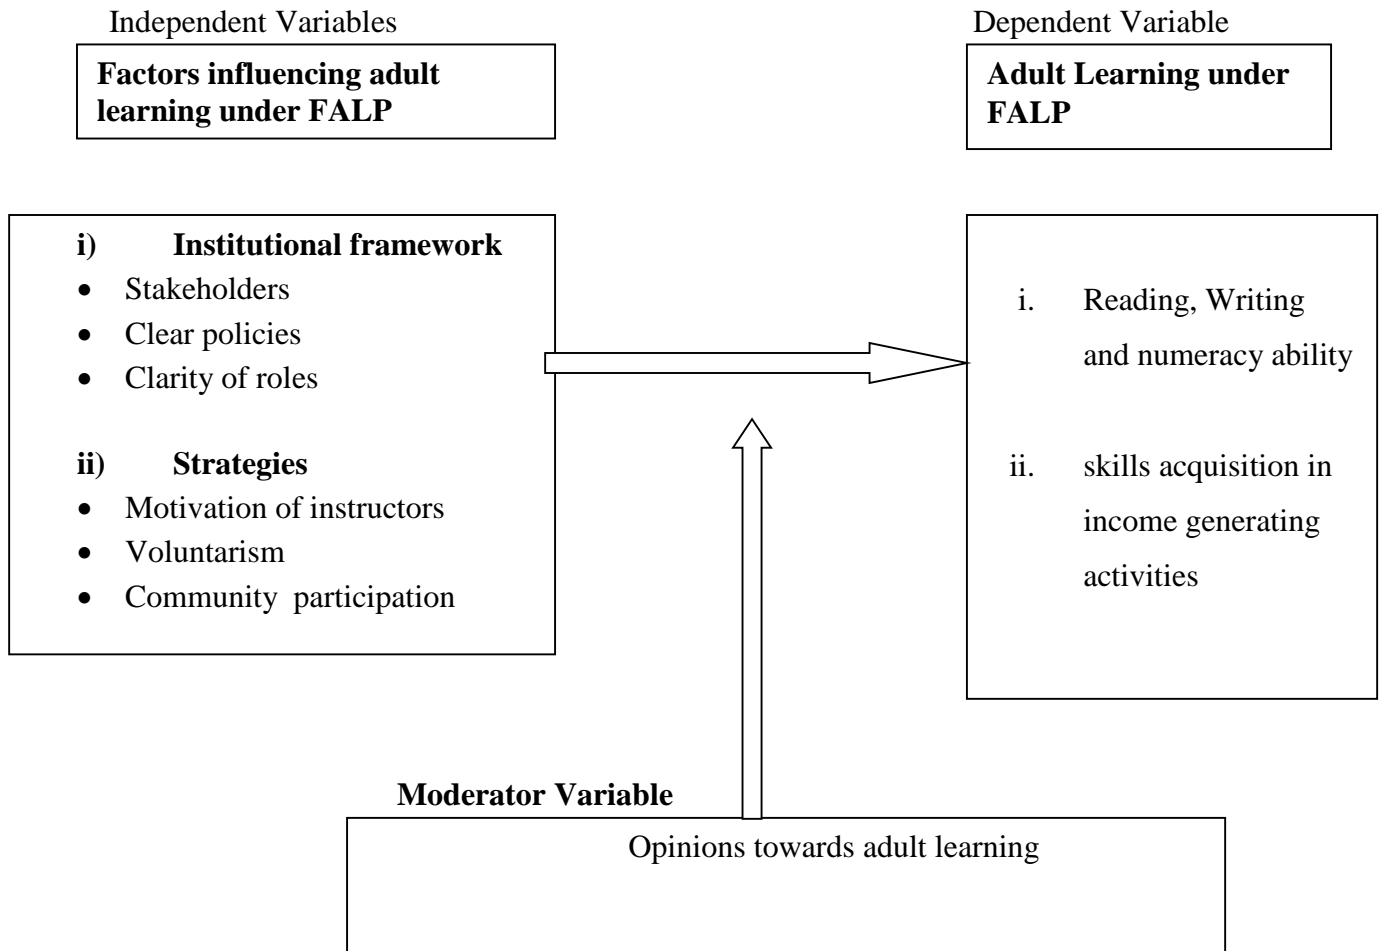 Independent Variables
Dependent Variable
Factors influencing adult
learning under FALP
Adult Learning under
FALP
i) Institutional framework
• Stakeholders
• Clear policies
• Clarity of roles
ii) Strategies
• Motivation of instructors
• Voluntarism
• Community participation
i. Reading, Writing
and numeracy ability
ii. skills acquisition in
income generating
activities
Moderator Variable
Opinions towards adult learning